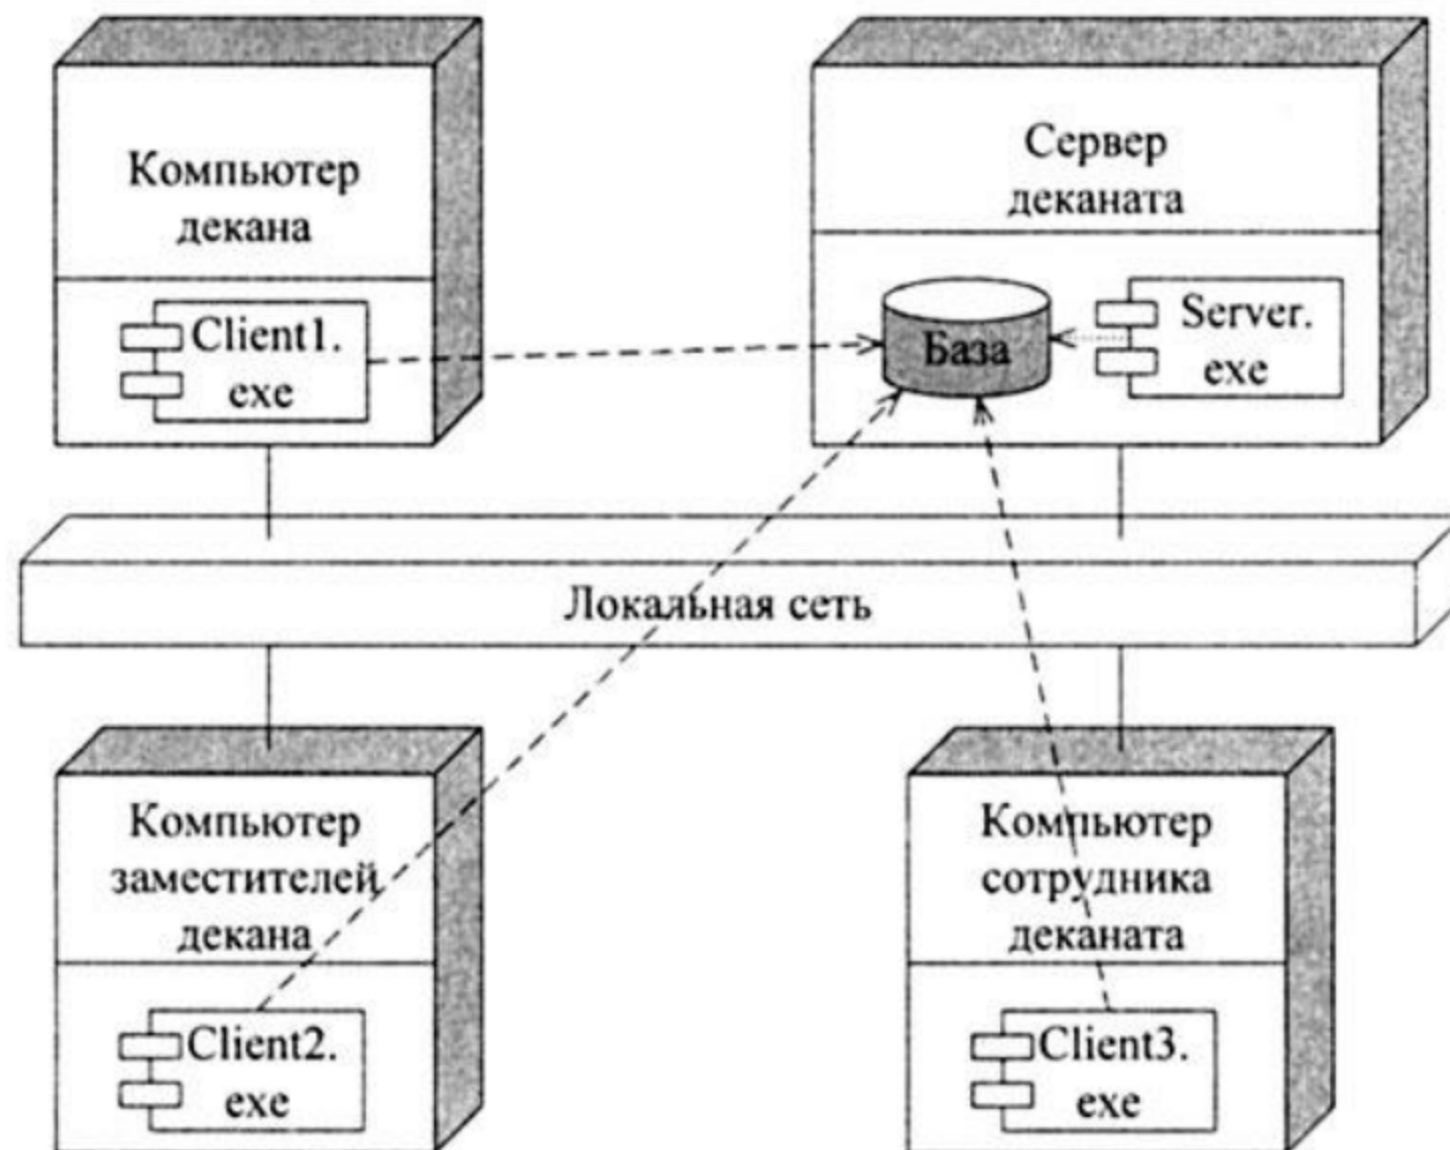 Компьютер
декана
Client1.
exe
Сервер
деканата
База
Server.
exe
Локальная сеть
Компьютер
заместителей
декана
Client2.
exe
Компьютер
сотрудника
деканата
Client3.
exe